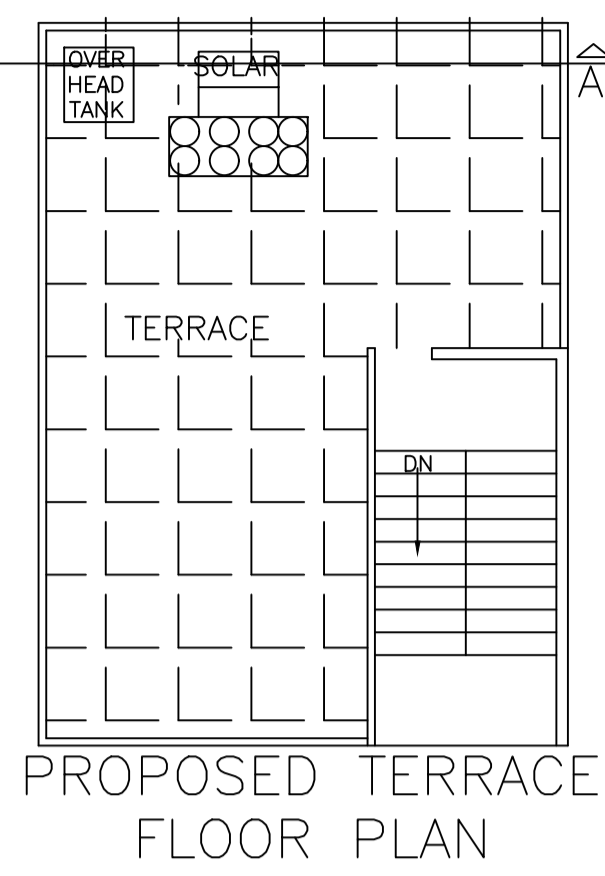 OVER
HEAD
TANK
SOLAR
A
TERRACE
DN
PROPOSED TERRACE
FLOOR PLAN